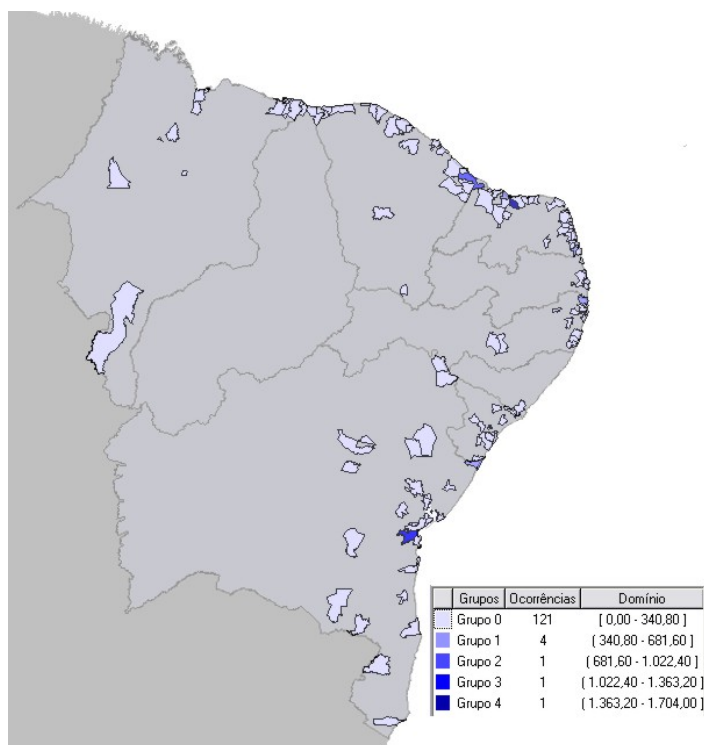 Grupos Ocorrências Domínio
Grupo 0 121 [ 0,00 - 340,80 ]
Grupo 1 4 ( 340,80 - 681,60 ]
Grupo 2 1 ( 681,60 - 1.022,40 ]
Grupo 3 1 ( 1.022,40 - 1.363,20 ]
Grupo 4 1 ( 1.363,20 - 1.704,00 ]